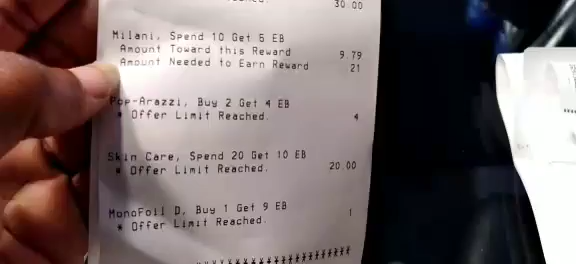 30.00
Milani, Spend 10 Get 5 EB
Amount Toward this Reward 9.79
Amount Needed to Earn Reward 21
Pop-Arazzi, Buy 2 Get 4 EB
* Offer Limit Reached. 4
Skin Care, Spend 20 Get 10 EB
* Offer Limit Reached. 20.00
MonoFoil D, Buy 1 Get 9 EB
* Offer Limit Reached. 1